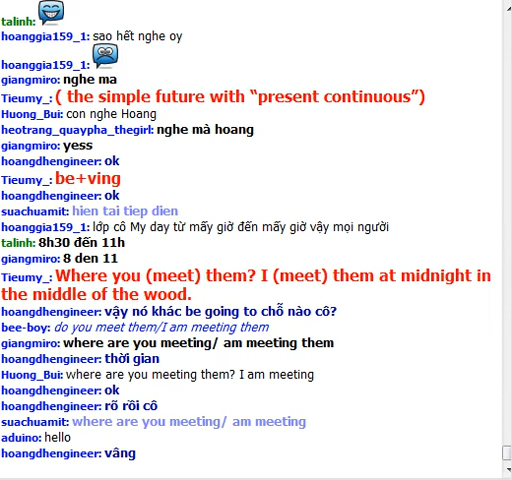 talinh:
hoanggia159_1: sao hết nghe oy
hoanggia159_1:
giangmiro: nghe ma
Tieumy_: ( the simple future with “present continuous”)
Huong_Bui: con nghe Hoang
heotrang_quaypha_thegirl: nghe mà hoang
giangmiro: yess
hoangdhengineer: ok
Tieumy_: be+ving
hoangdhengineer: ok
suachuamit: hien tai tiep dien
hoanggia159_1: lớp cô My day từ mấy giờ đến mấy giờ vậy mọi người
talinh: 8h30 đến 11h
giangmiro: 8 den 11
Tieumy_: Where you (meet) them? I (meet) them at midnight in
the middle of the wood.
hoangdhengineer: vậy nó khác be going to chỗ nào cô?
bee-boy: do you meet them/I am meeting them
giangmiro: where are you meeting/ am meeting them
hoangdhengineer: thời gian
Huong_Bui: where are you meeting them? I am meeting
hoangdhengineer: ok
hoangdhengineer: rõ rồi cô
suachuamit: where are you meeting/ am meeting
aduino: hello
hoangdhengineer: vâng